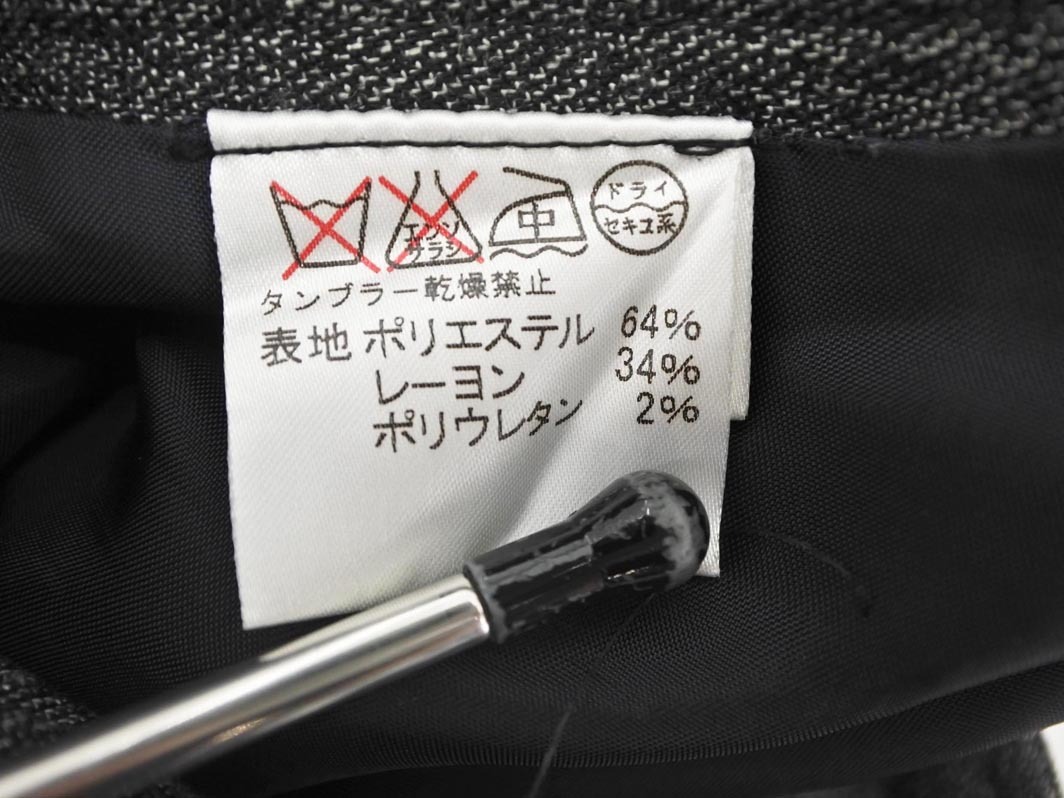 エンソ
サラシ
中
ドライ
セキユ系
タンブラー乾燥禁止
表地 ポリエステル 64%
レーヨン 34%
ポリウレタン 2%